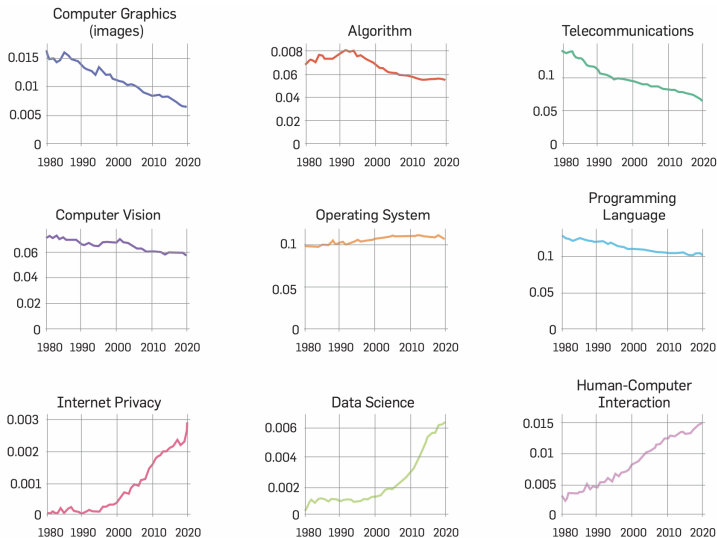 Computer Graphics
(images)
0.015
0.01
0.005
0
1980 1990 2000 2010 2020
Algorithm
0.008
0.06
0.04
0.02
0
1980 1990 2000 2010 2020
Telecommunications
0.1
0.05
0
1980 1990 2000 2010 2020
Computer Vision
0.06
0.04
0.02
0
1980 1990 2000 2010 2020
Operating System
0.1
0.05
0
1980 1990 2000 2010 2020
Programming
Language
0.1
0.05
0
1980 1990 2000 2010 2020
Internet Privacy
0.003
0.002
0.001
0
1980 1990 2000 2010 2020
Data Science
0.006
0.004
0.002
0
1980 1990 2000 2010 2020
Human-Computer
Interaction
0.015
0.01
0.005
0
1980 1990 2000 2010 2020